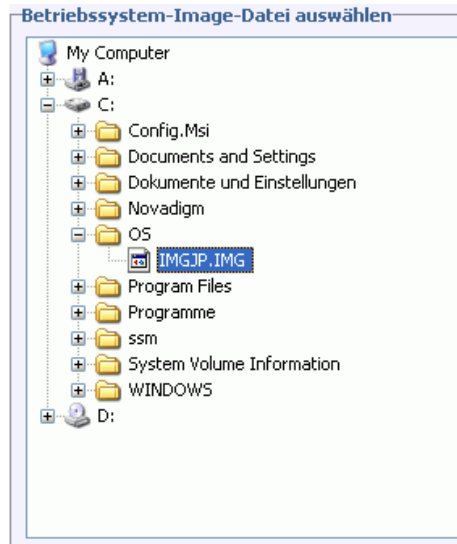 Betriebssystem-Image-Datei auswählen
My Computer
A:
C:
Config.Msi
Documents and Settings
Dokumente und Einstellungen
Novadigm
OS
IMGJP.IMG
Program Files
Programme
ssm
System Volume Information
WINDOWS
D: